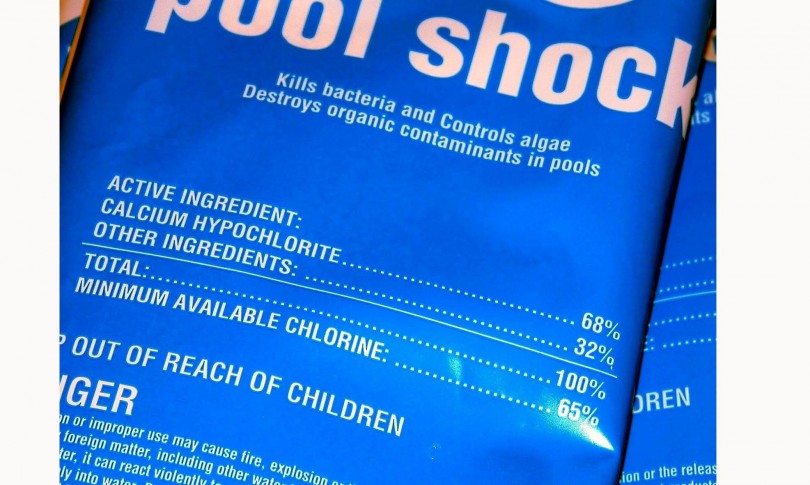 pool shock
Kills bacteria and Controls algae
Destroys organic contaminants in pools
ACTIVE INGREDIENT:
CALCIUM HYPOCHLORITE........................ 68%
OTHER INGREDIENTS: ............................ 32%
TOTAL:.................................................. 100%
MINIMUM AVAILABLE CHLORINE: ................ 65%
OUT OF REACH OF CHILDREN
or improper use may cause fire, explosion
foreign matter, including other
it can react violently
into
DREN
or the